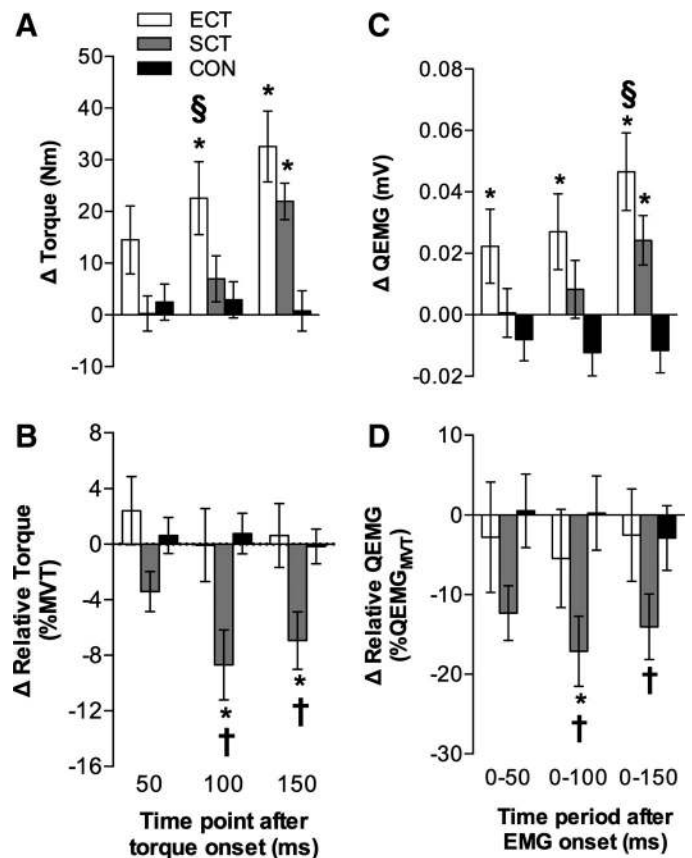 A
ECT
SCT
CON
Δ Torque (Nm)
50
40
30
20
10
0
-10
§
*
*
*
C
Δ QEMG (mV)
0.08
0.06
0.04
0.02
0.00
-0.02
*
*
§
*
*
B
Δ Relative Torque
(%MVT)
8
4
0
-4
-8
-12
-16
*
†
*
†
50 100 150
Time point after
torque onset (ms)
D
Δ Relative QEMG
(%QEMGMVT)
10
0
-10
-20
-30
*
†
†
0-50 0-100 0-150
Time period after
EMG onset (ms)